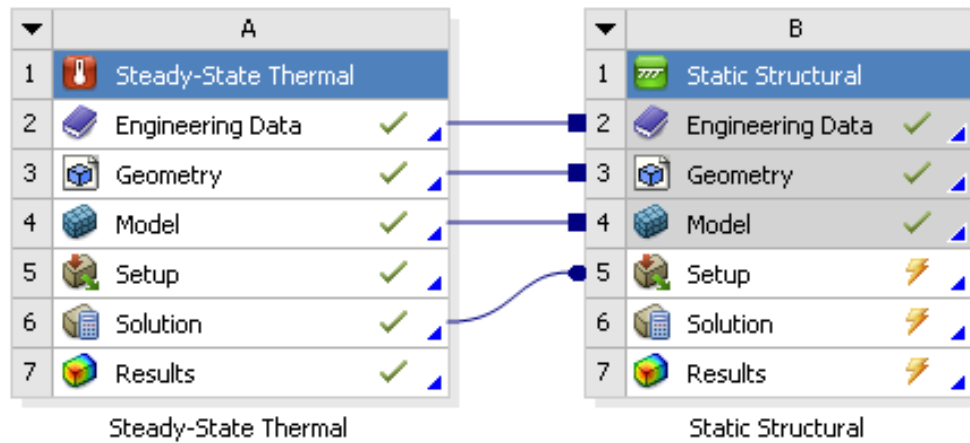 A
1 Steady-State Thermal
2 Engineering Data
3 Geometry
4 Model
5 Setup
6 Solution
7 Results
Steady-State Thermal
B
1 Static Structural
2 Engineering Data
3 Geometry
4 Model
5 Setup
6 Solution
7 Results
Static Structural